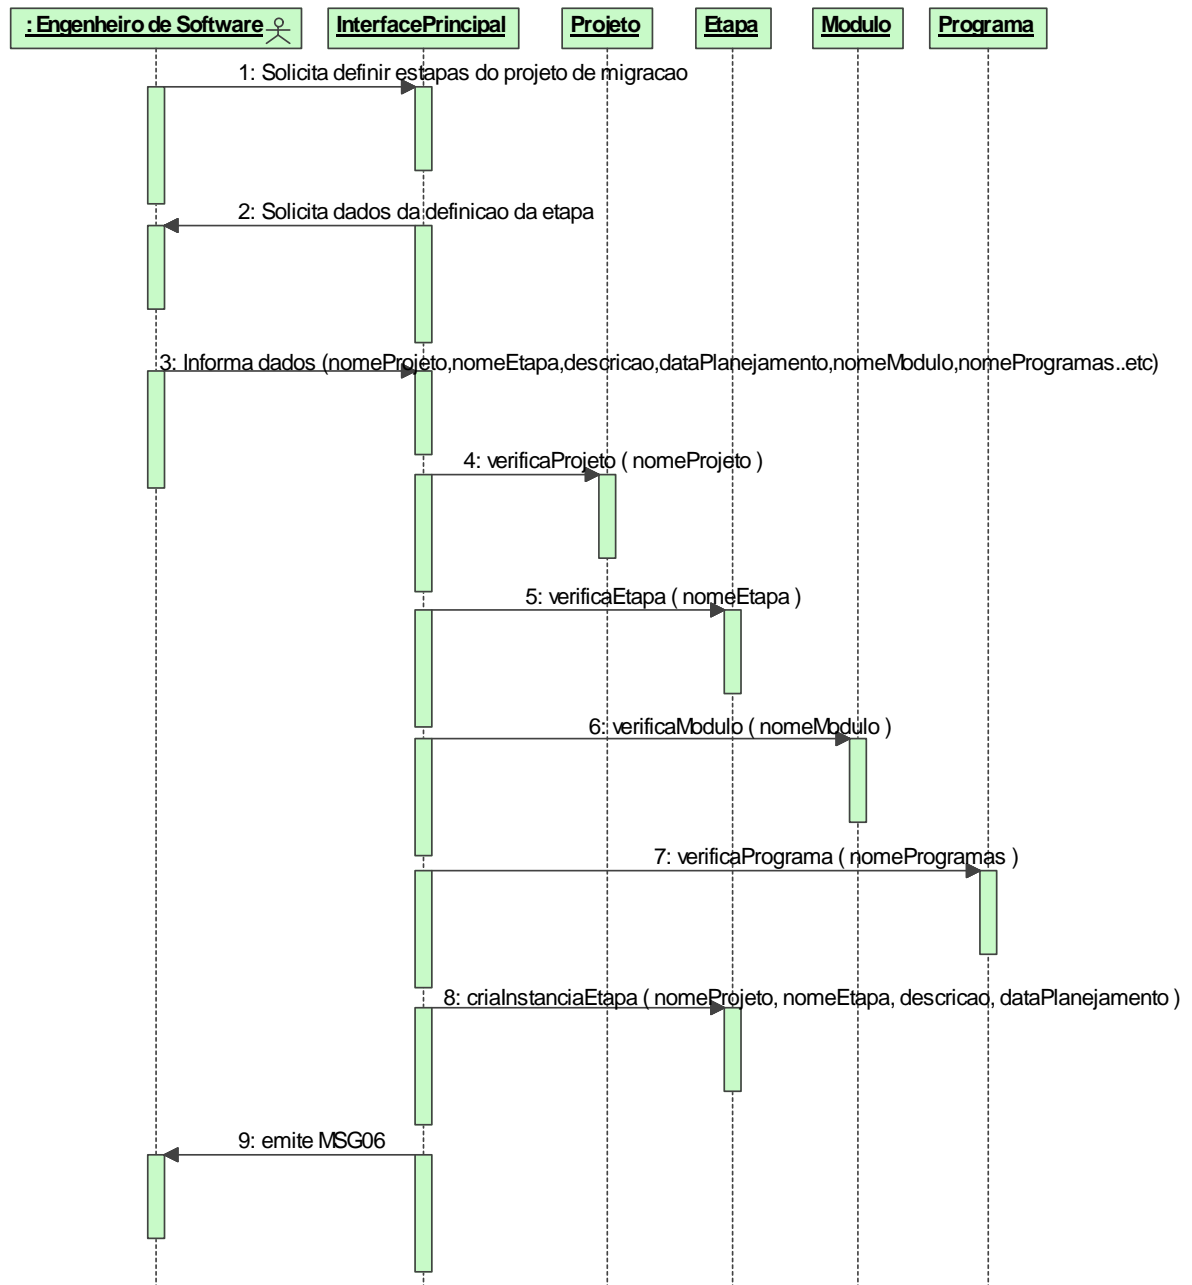 : Engenheiro de Software
InterfacePrincipal
Projeto
Etapa
Modulo
Programa
1: Solicita definir estapas do projeto de migracao
2: Solicita dados da definicao da etapa
3: Informa dados (nomeProjeto,nomeEtapa,descricao,dataPlanejamento,nomeModulo,nomeProgramas..etc)
4: verificaProjeto ( nomeProjeto )
5: verificaEtapa ( nomeEtapa )
6: verificaModulo ( nomeModulo )
7: verificaPrograma ( nomeProgramas )
8: criaInstanciaEtapa ( nomeProjeto, nomeEtapa, descricao, dataPlanejamento )
9: emite MSG06